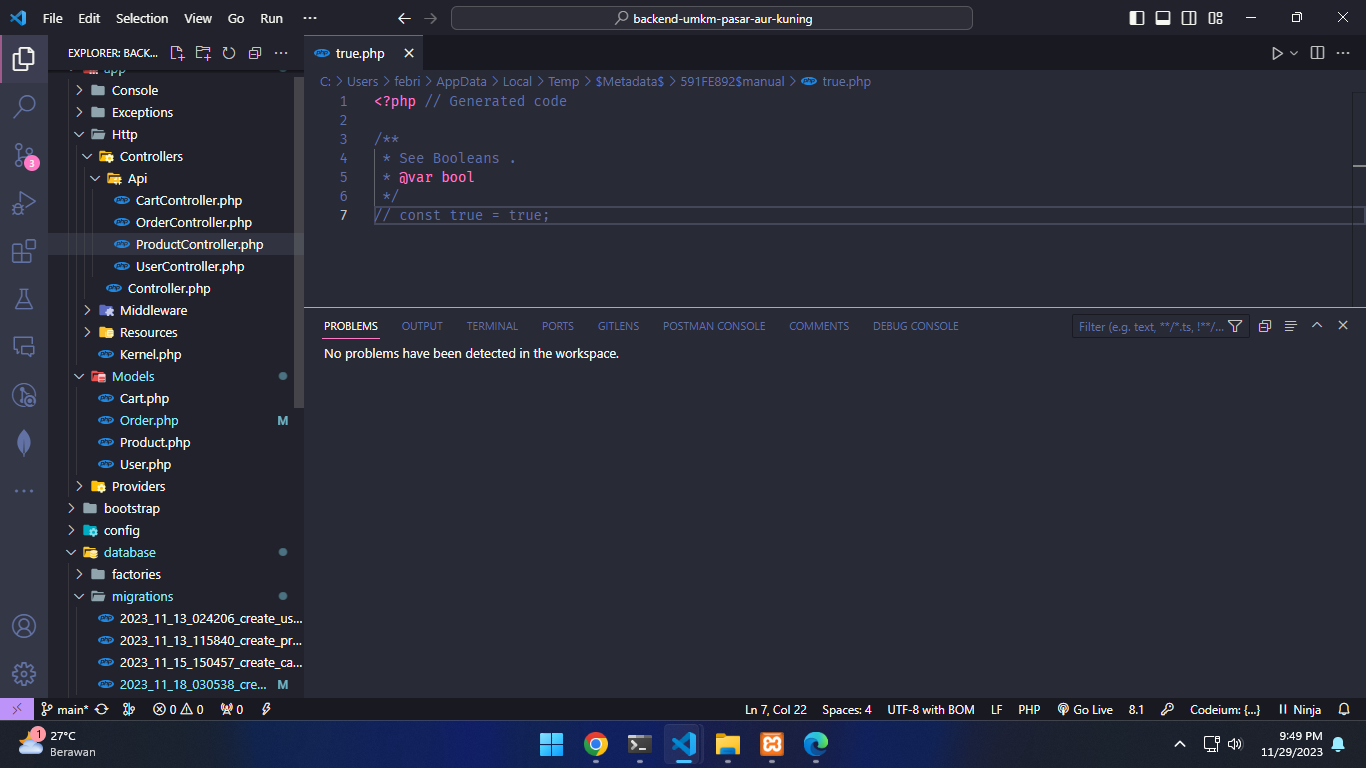 File Edit Selection View Go Run ··· backend-umkm-pasar-aur-kuning
EXPLORER: BACK...
app
Console
Exceptions
Http
Controllers
Api
CartController.php
OrderController.php
ProductController.php
UserController.php
Controller.php
Middleware
Resources
Kernel.php
Models
Cart.php
Order.php M
Product.php
User.php
Providers
bootstrap
config
database
factories
migrations
2023_11_13_024206_create_us...
2023_11_13_115840_create_pr...
2023_11_15_150457_create_ca...
2023_11_18_030538_cre... M
3
true.php
C: > Users > febri > AppData > Local > Temp > $Metadata$ > 591FE892$manual > true.php
1 <?php // Generated code
2
3 /**
4 * See Booleans .
5 * @var bool
6 */
7 // const true = true;
PROBLEMS OUTPUT TERMINAL PORTS GITLENS POSTMAN CONSOLE COMMENTS DEBUG CONSOLE Filter (e.g. text, **/*.ts, !**/...
No problems have been detected in the workspace.
main* 0 0 0 Ln 7, Col 22 Spaces: 4 UTF-8 with BOM LF PHP Go Live 8.1 Codeium: {...} Ninja
1
27°C
Berawan
9:49 PM
11/29/2023